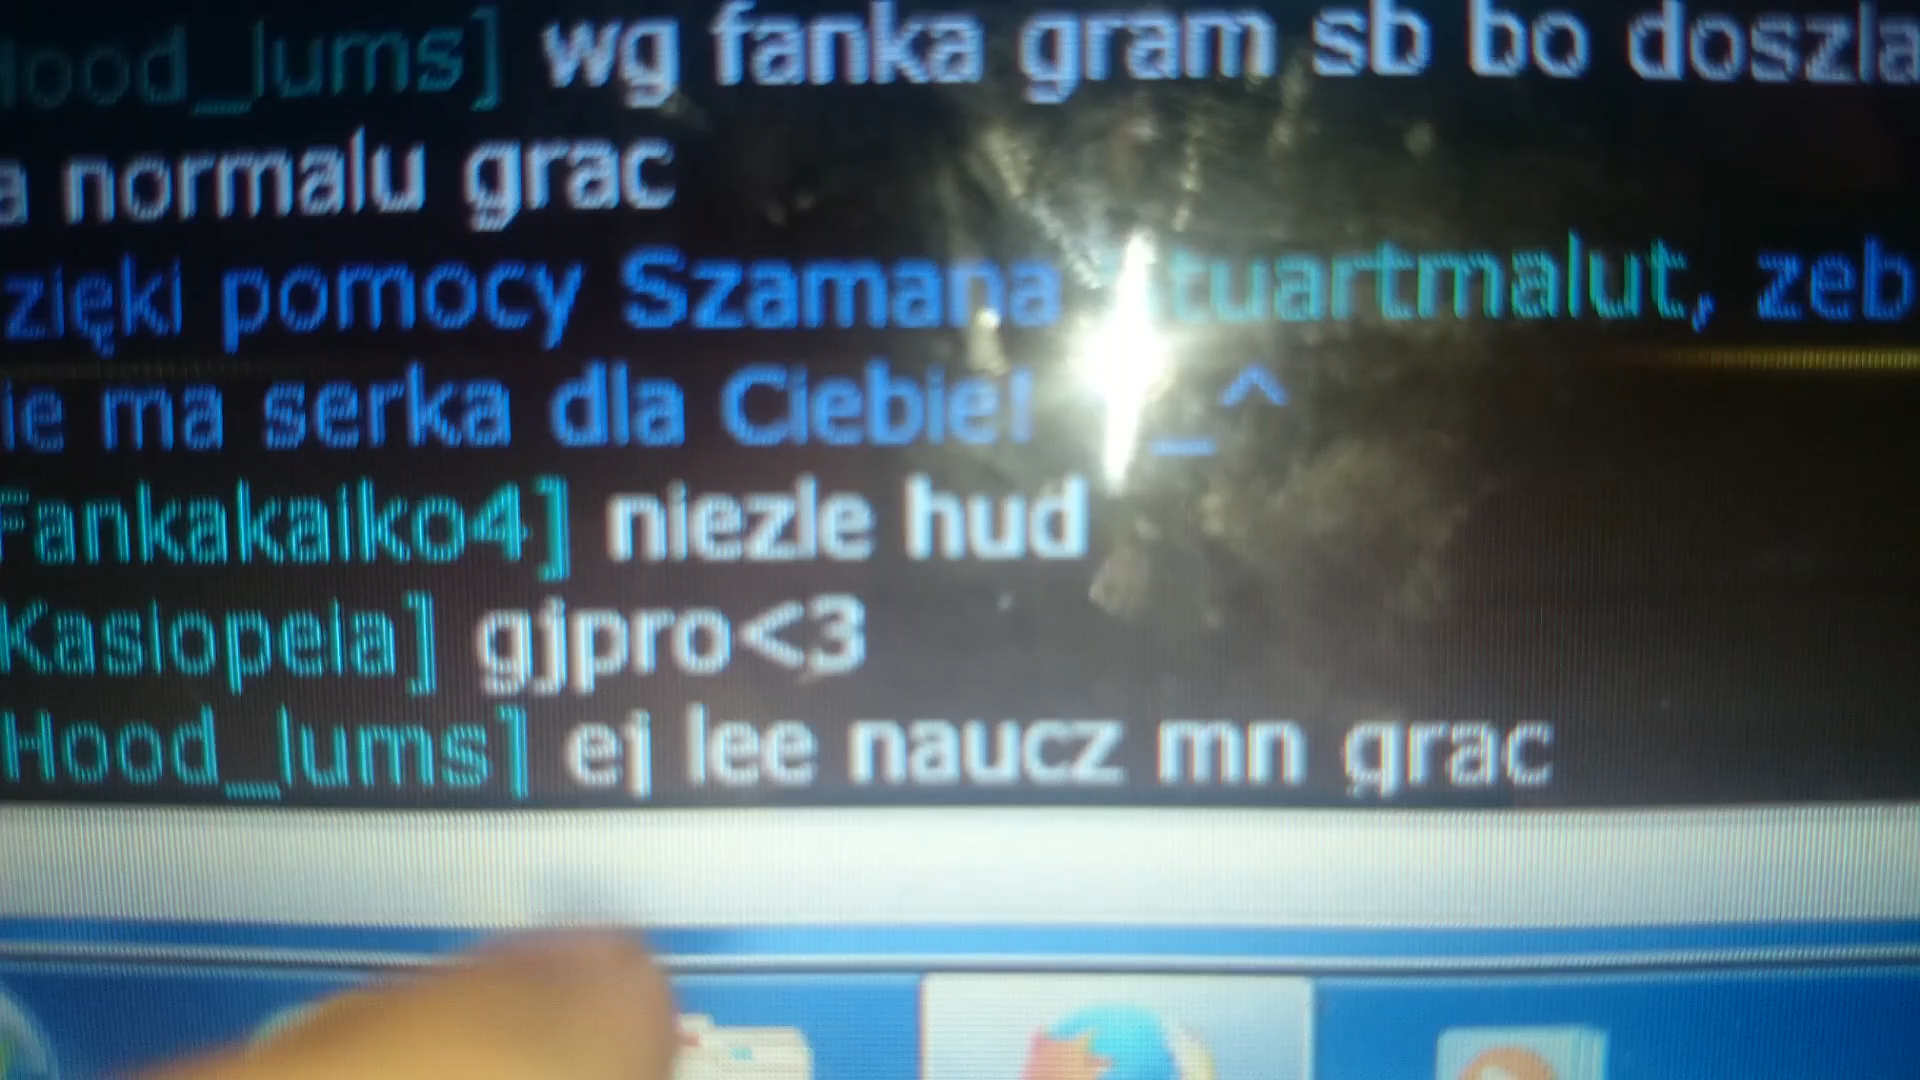 Hood_lums] wg fanka gram sb bo doszla
a normalu grac
zięki pomocy Szamana tuartmalut, zeb
ie ma serka dla Ciebie! _^
Fankakaiko4] niezle hud
Kasiopeia] gjpro<3
Hood_lums] ej lee naucz mn grac